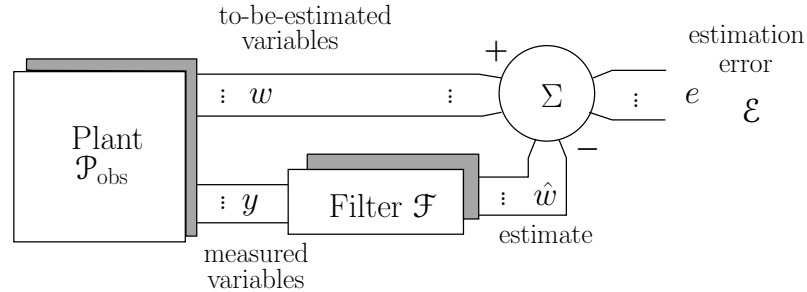 to-be-estimated
variables
estimation
error
+
⋮ w ⋮
Σ
⋮ e
ℰ
Plant
𝒫obs
−
⋮ y
Filter ℱ
⋮ ŵ
measured
variables
estimate